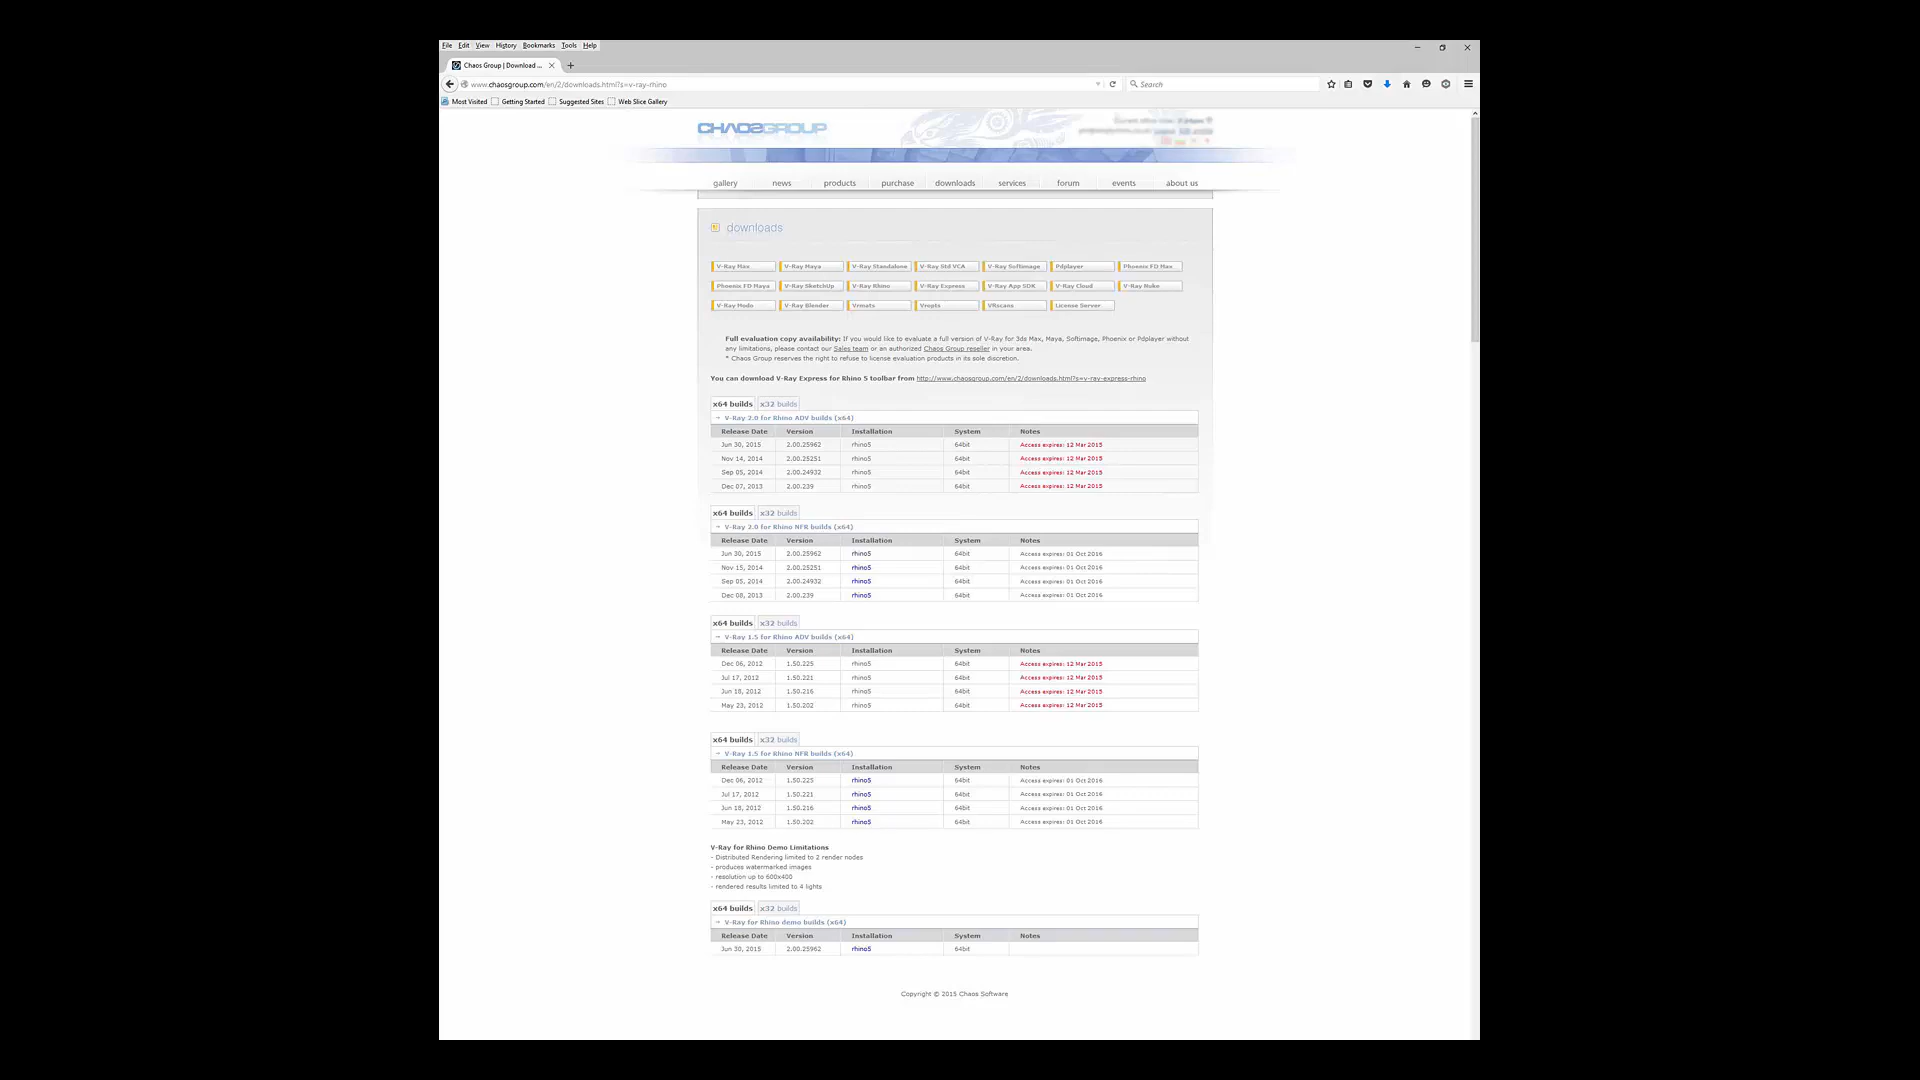 File Edit View History Bookmarks Tools Help
Chaos Group | Download ...
www.chaosgroup.com/en/2/downloads.html?s=v-ray-rhino
Search
Most Visited Getting Started Suggested Sites Web Slice Gallery
CHAOSGROUP
gallery news products purchase downloads services forum events about us
downloads
V-Ray Max V-Ray Maya V-Ray Standalone V-Ray Std VCA V-Ray Softimage Pdplayer Phoenix FD Max
Phoenix FD Maya V-Ray SketchUp V-Ray Rhino V-Ray Express V-Ray App SDK V-Ray Cloud V-Ray Nuke
V-Ray Modo V-Ray Blender Vrmats Vropts VRscans License Server
Full evaluation copy availability: If you would like to evaluate a full version of V-Ray for 3ds Max, Maya, Softimage, Phoenix or Pdplayer without
any limitations, please contact our Sales team or an authorized Chaos Group reseller in your area.
* Chaos Group reserves the right to refuse to license evaluation products in its sole discretion.
You can download V-Ray Express for Rhino 5 toolbar from http://www.chaosgroup.com/en/2/downloads.html?s=v-ray-express-rhino
x64 builds x32 builds
V-Ray 2.0 for Rhino ADV builds (x64)
Release Date Version Installation System Notes
Jun 30, 2015 2.00.25962 rhino5 64bit Access expires: 12 Mar 2015
Nov 14, 2014 2.00.25251 rhino5 64bit Access expires: 12 Mar 2015
Sep 05, 2014 2.00.24932 rhino5 64bit Access expires: 12 Mar 2015
Dec 07, 2013 2.00.239 rhino5 64bit Access expires: 12 Mar 2015
x64 builds x32 builds
V-Ray 2.0 for Rhino NFR builds (x64)
Release Date Version Installation System Notes
Jun 30, 2015 2.00.25962 rhino5 64bit Access expires: 01 Oct 2016
Nov 15, 2014 2.00.25251 rhino5 64bit Access expires: 01 Oct 2016
Sep 05, 2014 2.00.24932 rhino5 64bit Access expires: 01 Oct 2016
Dec 08, 2013 2.00.239 rhino5 64bit Access expires: 01 Oct 2016
x64 builds x32 builds
V-Ray 1.5 for Rhino ADV builds (x64)
Release Date Version Installation System Notes
Dec 06, 2012 1.50.225 rhino5 64bit Access expires: 12 Mar 2015
Jul 17, 2012 1.50.221 rhino5 64bit Access expires: 12 Mar 2015
Jun 18, 2012 1.50.216 rhino5 64bit Access expires: 12 Mar 2015
May 23, 2012 1.50.202 rhino5 64bit Access expires: 12 Mar 2015
x64 builds x32 builds
V-Ray 1.5 for Rhino NFR builds (x64)
Release Date Version Installation System Notes
Dec 06, 2012 1.50.225 rhino5 64bit Access expires: 01 Oct 2016
Jul 17, 2012 1.50.221 rhino5 64bit Access expires: 01 Oct 2016
Jun 18, 2012 1.50.216 rhino5 64bit Access expires: 01 Oct 2016
May 23, 2012 1.50.202 rhino5 64bit Access expires: 01 Oct 2016
V-Ray for Rhino Demo Limitations
- Distributed Rendering limited to 2 render nodes
- produces watermarked images
- resolution up to 600x400
- rendered results limited to 4 lights
x64 builds x32 builds
V-Ray for Rhino demo builds (x64)
Release Date Version Installation System Notes
Jun 30, 2015 2.00.25962 rhino5 64bit
Copyright © 2015 Chaos Software